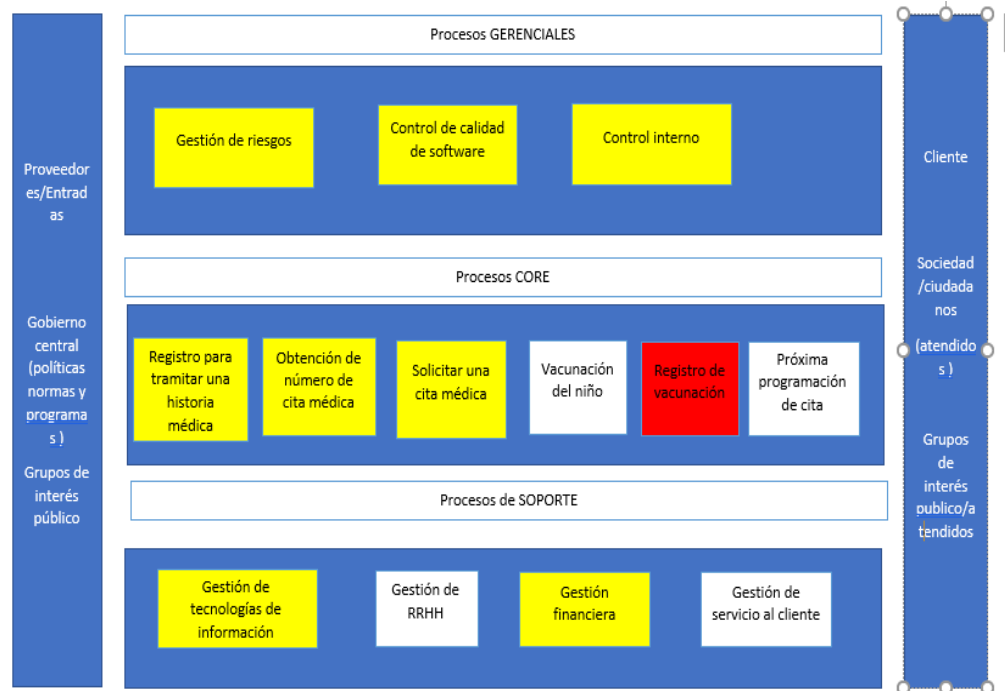 Procesos GERENCIALES
Gestión de riesgos
Control de calidad
de software
Control interno
Proveedor
es/Entrad
as
Gobierno
central
(políticas
normas y
programa
s )
Grupos de
interés
público
Procesos CORE
Registro para
tramitar una
historia
médica
Obtención de
número de
cita médica
Solicitar una
cita médica
Vacunación
del niño
Registro de
vacunación
Próxima
programación
de cita
Procesos de SOPORTE
Gestión de
tecnologías de
información
Gestión de
RRHH
Gestión
financiera
Gestión de
servicio al cliente
Cliente
Sociedad
/ciudada
nos
(atendido
s )
Grupos
de
interés
publico/a
tendidos